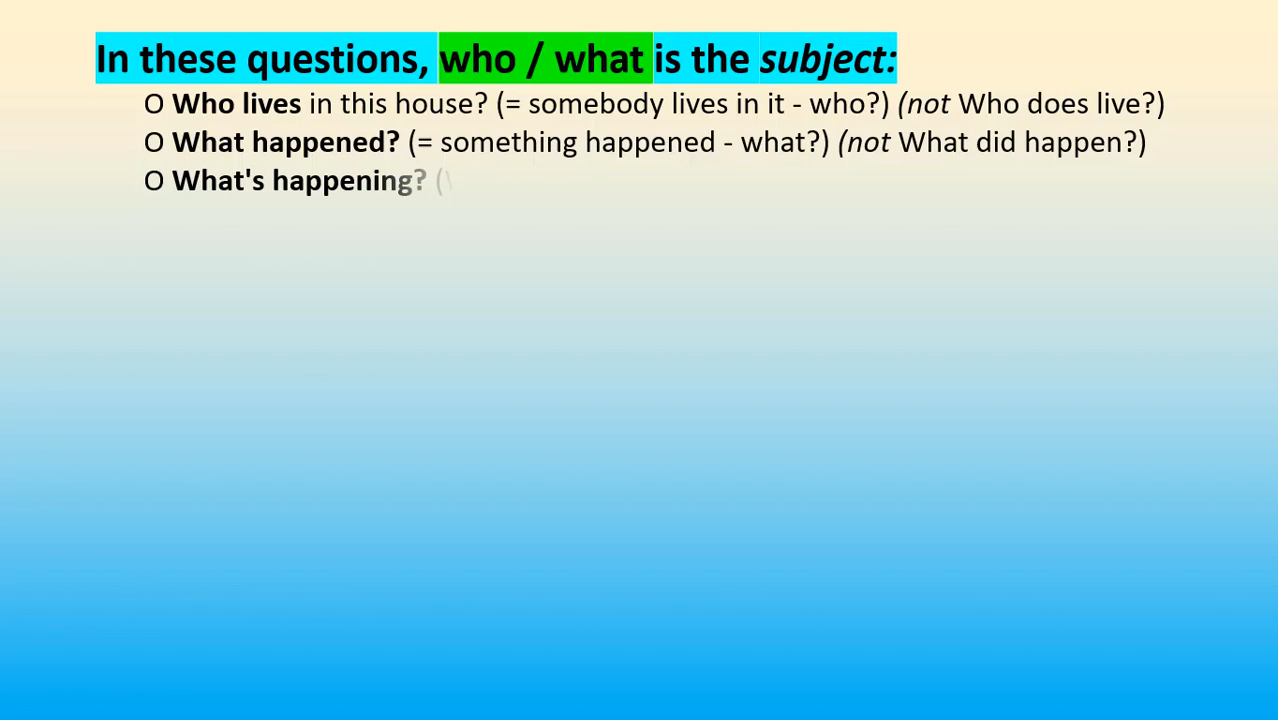 In these questions, who / what is the subject:
O Who lives in this house? (= somebody lives in it - who?) (not Who does live?)
O What happened? (= something happened - what?) (not What did happen?)
O What's happening? (